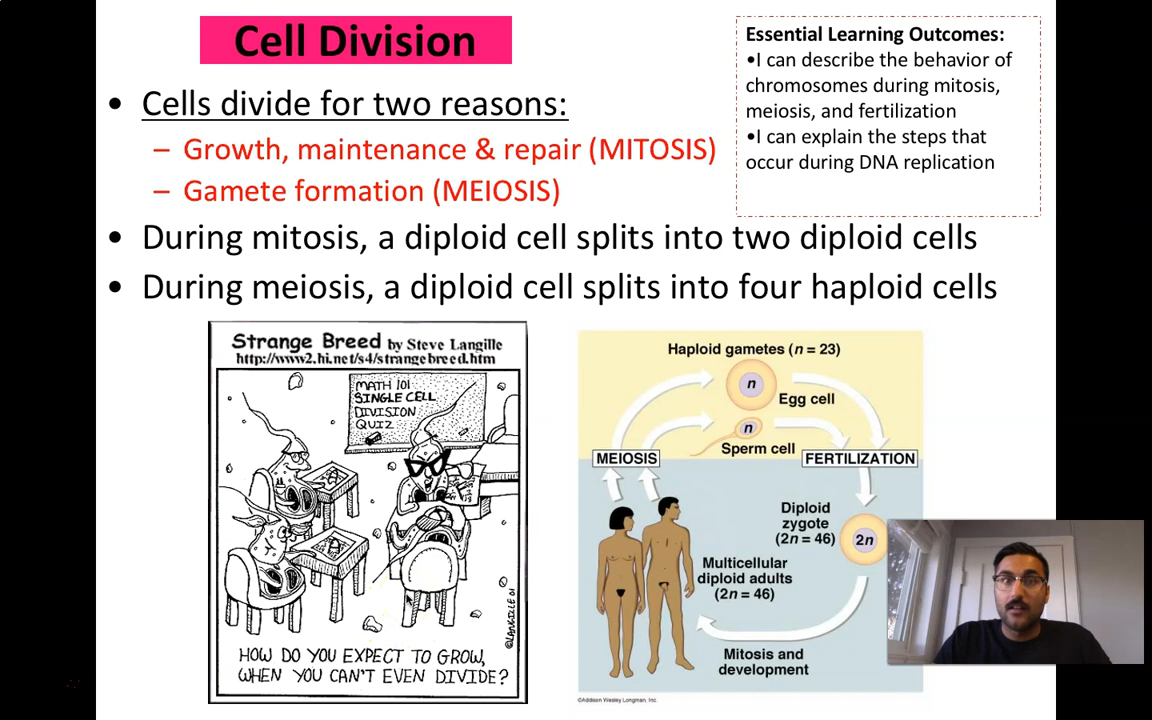 Cell Division
Essential Learning Outcomes:
•I can describe the behavior of
chromosomes during mitosis,
meiosis, and fertilization
•I can explain the steps that
occur during DNA replication
• Cells divide for two reasons:
– Growth, maintenance & repair (MITOSIS)
– Gamete formation (MEIOSIS)
• During mitosis, a diploid cell splits into two diploid cells
• During meiosis, a diploid cell splits into four haploid cells
Strange Breed by Steve Langille
http://www2.hi.net/s4/strangebreed.htm
MATH 101
SINGLE CELL
DIVISION
QUIZ
©LANGILLE 01
HOW DO YOU EXPECT TO GROW,
WHEN YOU CAN'T EVEN DIVIDE?
Haploid gametes (n = 23)
n
Egg cell
n
Sperm cell
MEIOSIS
FERTILIZATION
Diploid
zygote
(2n = 46)
2n
Multicellular
diploid adults
(2n = 46)
Mitosis and
development
©Addison Wesley Longman, Inc.